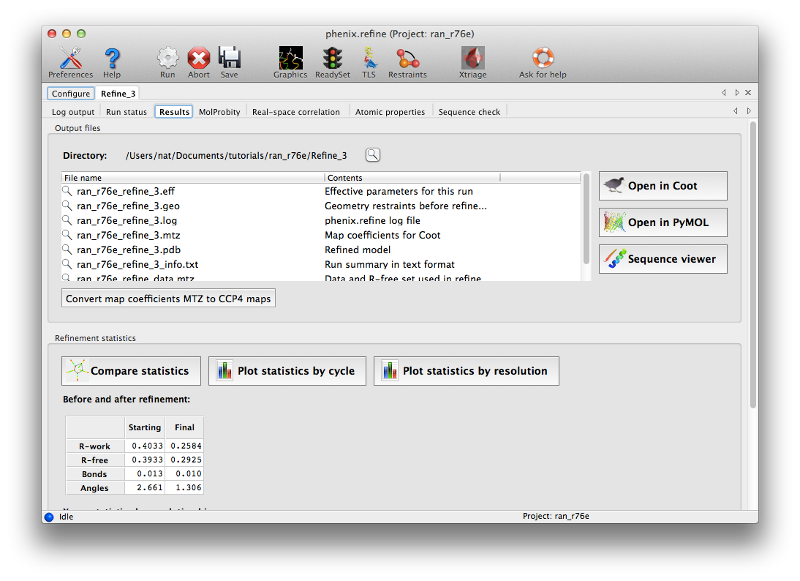 phenix.refine (Project: ran_r76e)
Preferences Help Run Abort Save Graphics ReadySet TLS Restraints Xtriage Ask for help
Configure Refine_3
Log output Run status Results MolProbity Real-space correlation Atomic properties Sequence check
Output files
Directory: /Users/nat/Documents/tutorials/ran_r76e/Refine_3
File name Contents
ran_r76e_refine_3.eff Effective parameters for this run
ran_r76e_refine_3.geo Geometry restraints before refine...
ran_r76e_refine_3.log phenix.refine log file
ran_r76e_refine_3.mtz Map coefficients for Coot
ran_r76e_refine_3.pdb Refined model
ran_r76e_refine_3_info.txt Run summary in text format
ran_r76e_refine_data.mtz Data and R-free set used in refine
Open in Coot
Open in PyMOL
Sequence viewer
Convert map coefficients MTZ to CCP4 maps
Refinement statistics
Compare statistics Plot statistics by cycle Plot statistics by resolution
Before and after refinement:
Starting Final
R-work 0.4033 0.2584
R-free 0.3933 0.2925
Bonds 0.013 0.010
Angles 2.661 1.306
Idle Project: ran_r76e